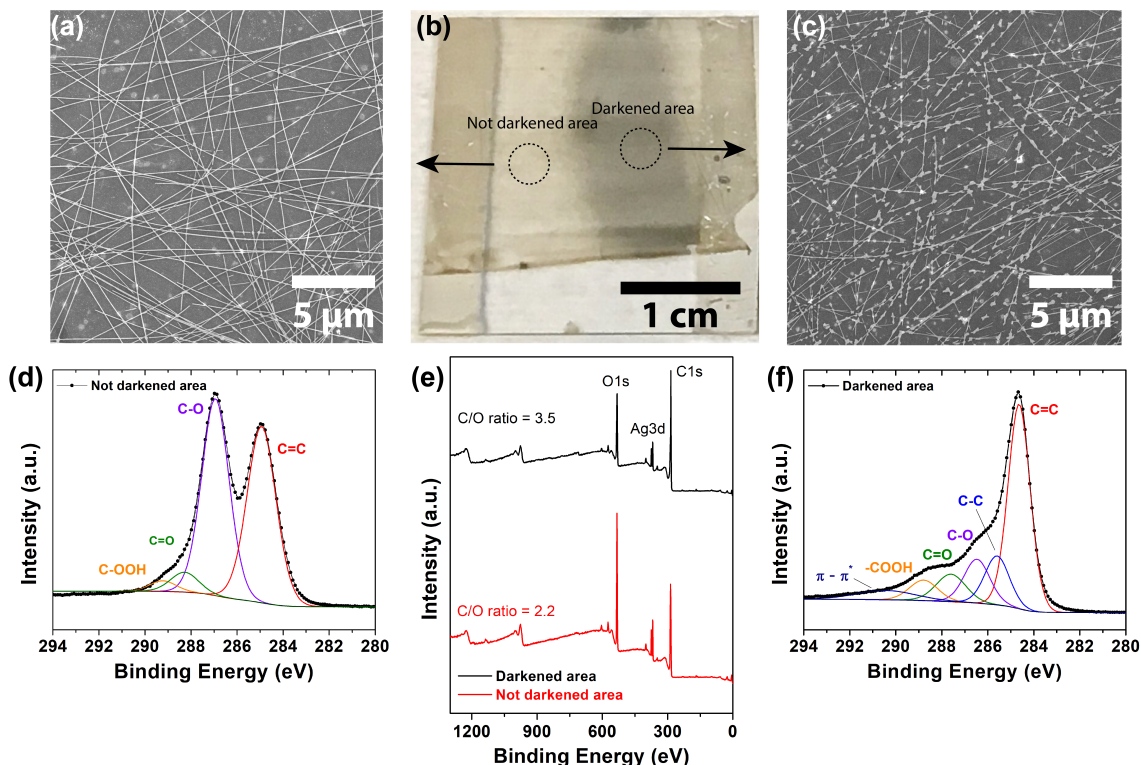 (a)
5 μm
(b)
Not darkened area
Darkened area
1 cm
(c)
5 μm
(d)
Not darkened area
C-O
C=C
C=O
C-OOH
Intensity (a.u.)
294 292 290 288 286 284 282 280
Binding Energy (eV)
(e)
O1s
C1s
Ag3d
C/O ratio = 3.5
C/O ratio = 2.2
Darkened area
Not darkened area
Intensity (a.u.)
1200 900 600 300 0
Binding Energy (eV)
(f)
Darkened area
C=C
C-C
C-O
C=O
-COOH
π - π*
Intensity (a.u.)
294 292 290 288 286 284 282 280
Binding Energy (eV)